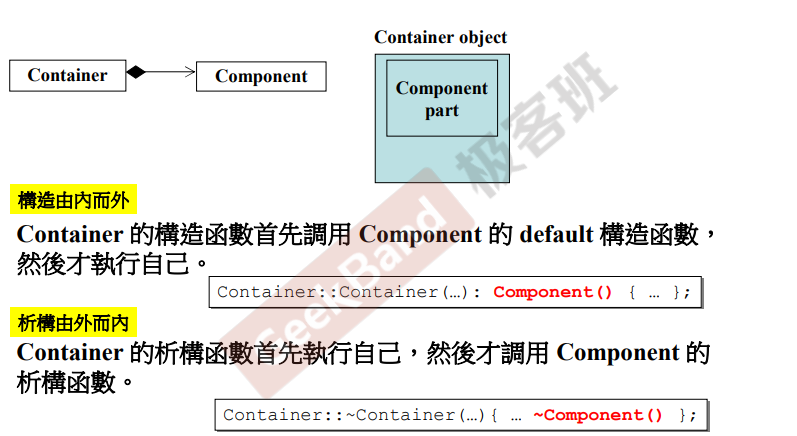 Container object
Container
Component
Component
part
構造由內而外
Container 的構造函數首先調用 Component 的 default 構造函數，
然後才執行自己。
Container::Container(…): Component() { … };
析構由外而內
Container 的析構函數首先執行自己，然後才調用 Component 的
析構函數。
Container::~Container(…){ … ~Component() };
SeekBand 极客班